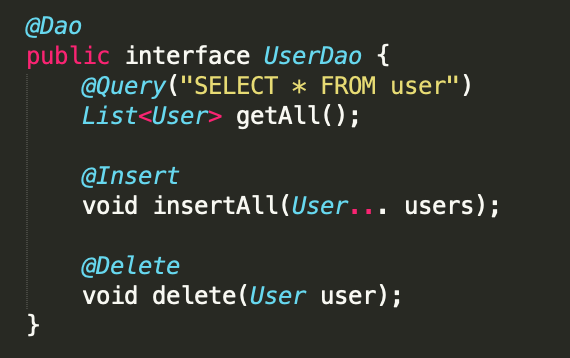 @Dao
public interface UserDao {
    @Query("SELECT * FROM user")
    List<User> getAll();

    @Insert
    void insertAll(User... users);

    @Delete
    void delete(User user);
}